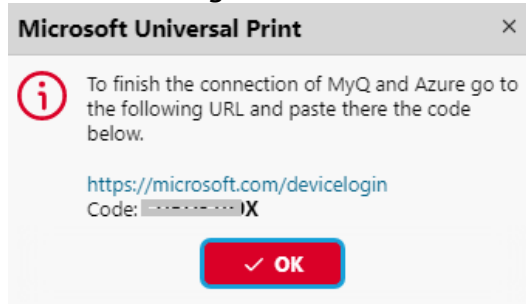 Microsoft Universal Print
To finish the connection of MyQ and Azure go to
the following URL and paste there the code
below.
https://microsoft.com/devicelogin
Code:
OK